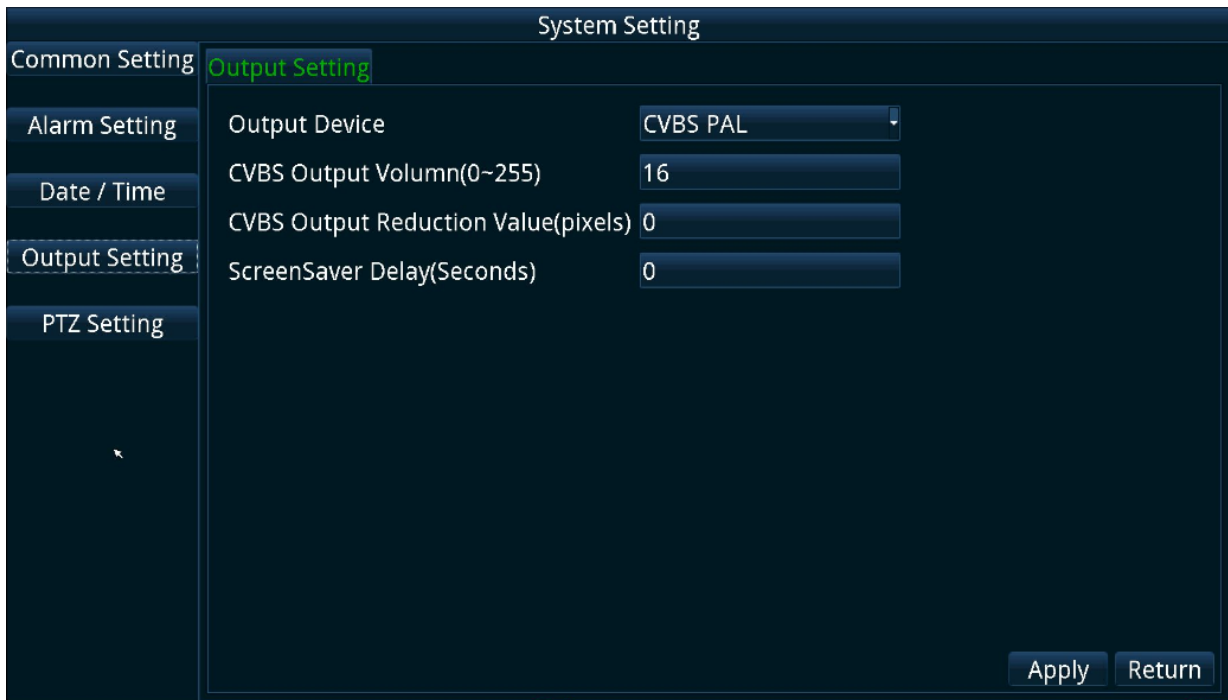 System Setting
Common Setting
Alarm Setting
Date / Time
Output Setting
PTZ Setting
Output Setting
Output Device CVBS PAL
CVBS Output Volumn(0~255) 16
CVBS Output Reduction Value(pixels) 0
ScreenSaver Delay(Seconds) 0
Apply Return